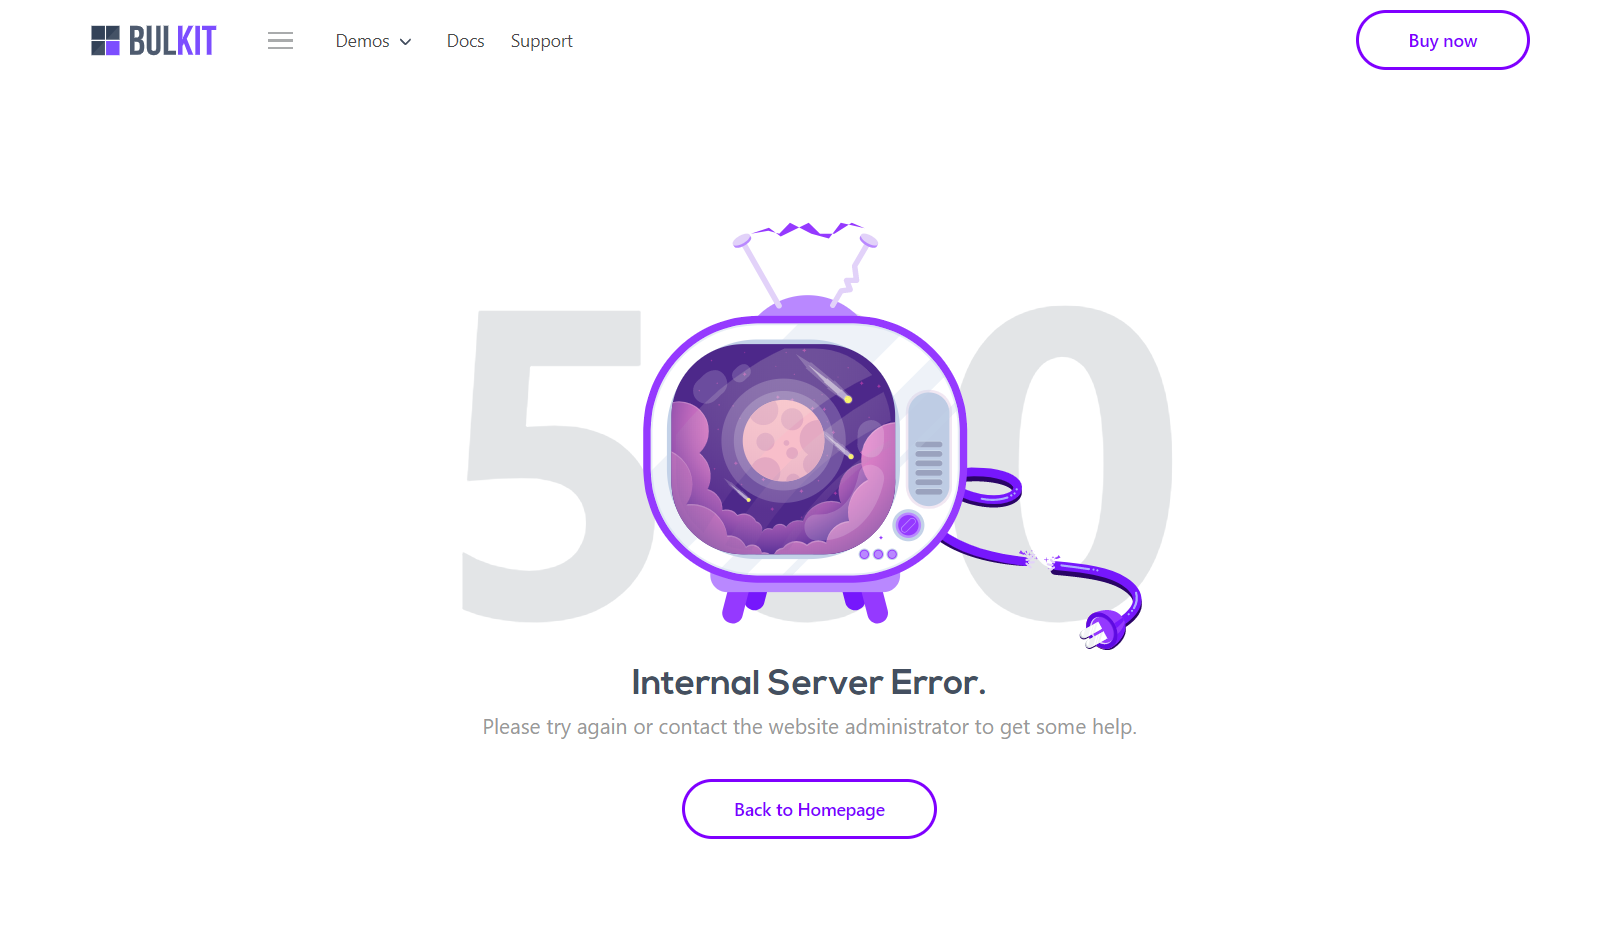 BULKIT
Demos
Docs
Support
Buy now
500
Internal Server Error.
Please try again or contact the website administrator to get some help.
Back to Homepage